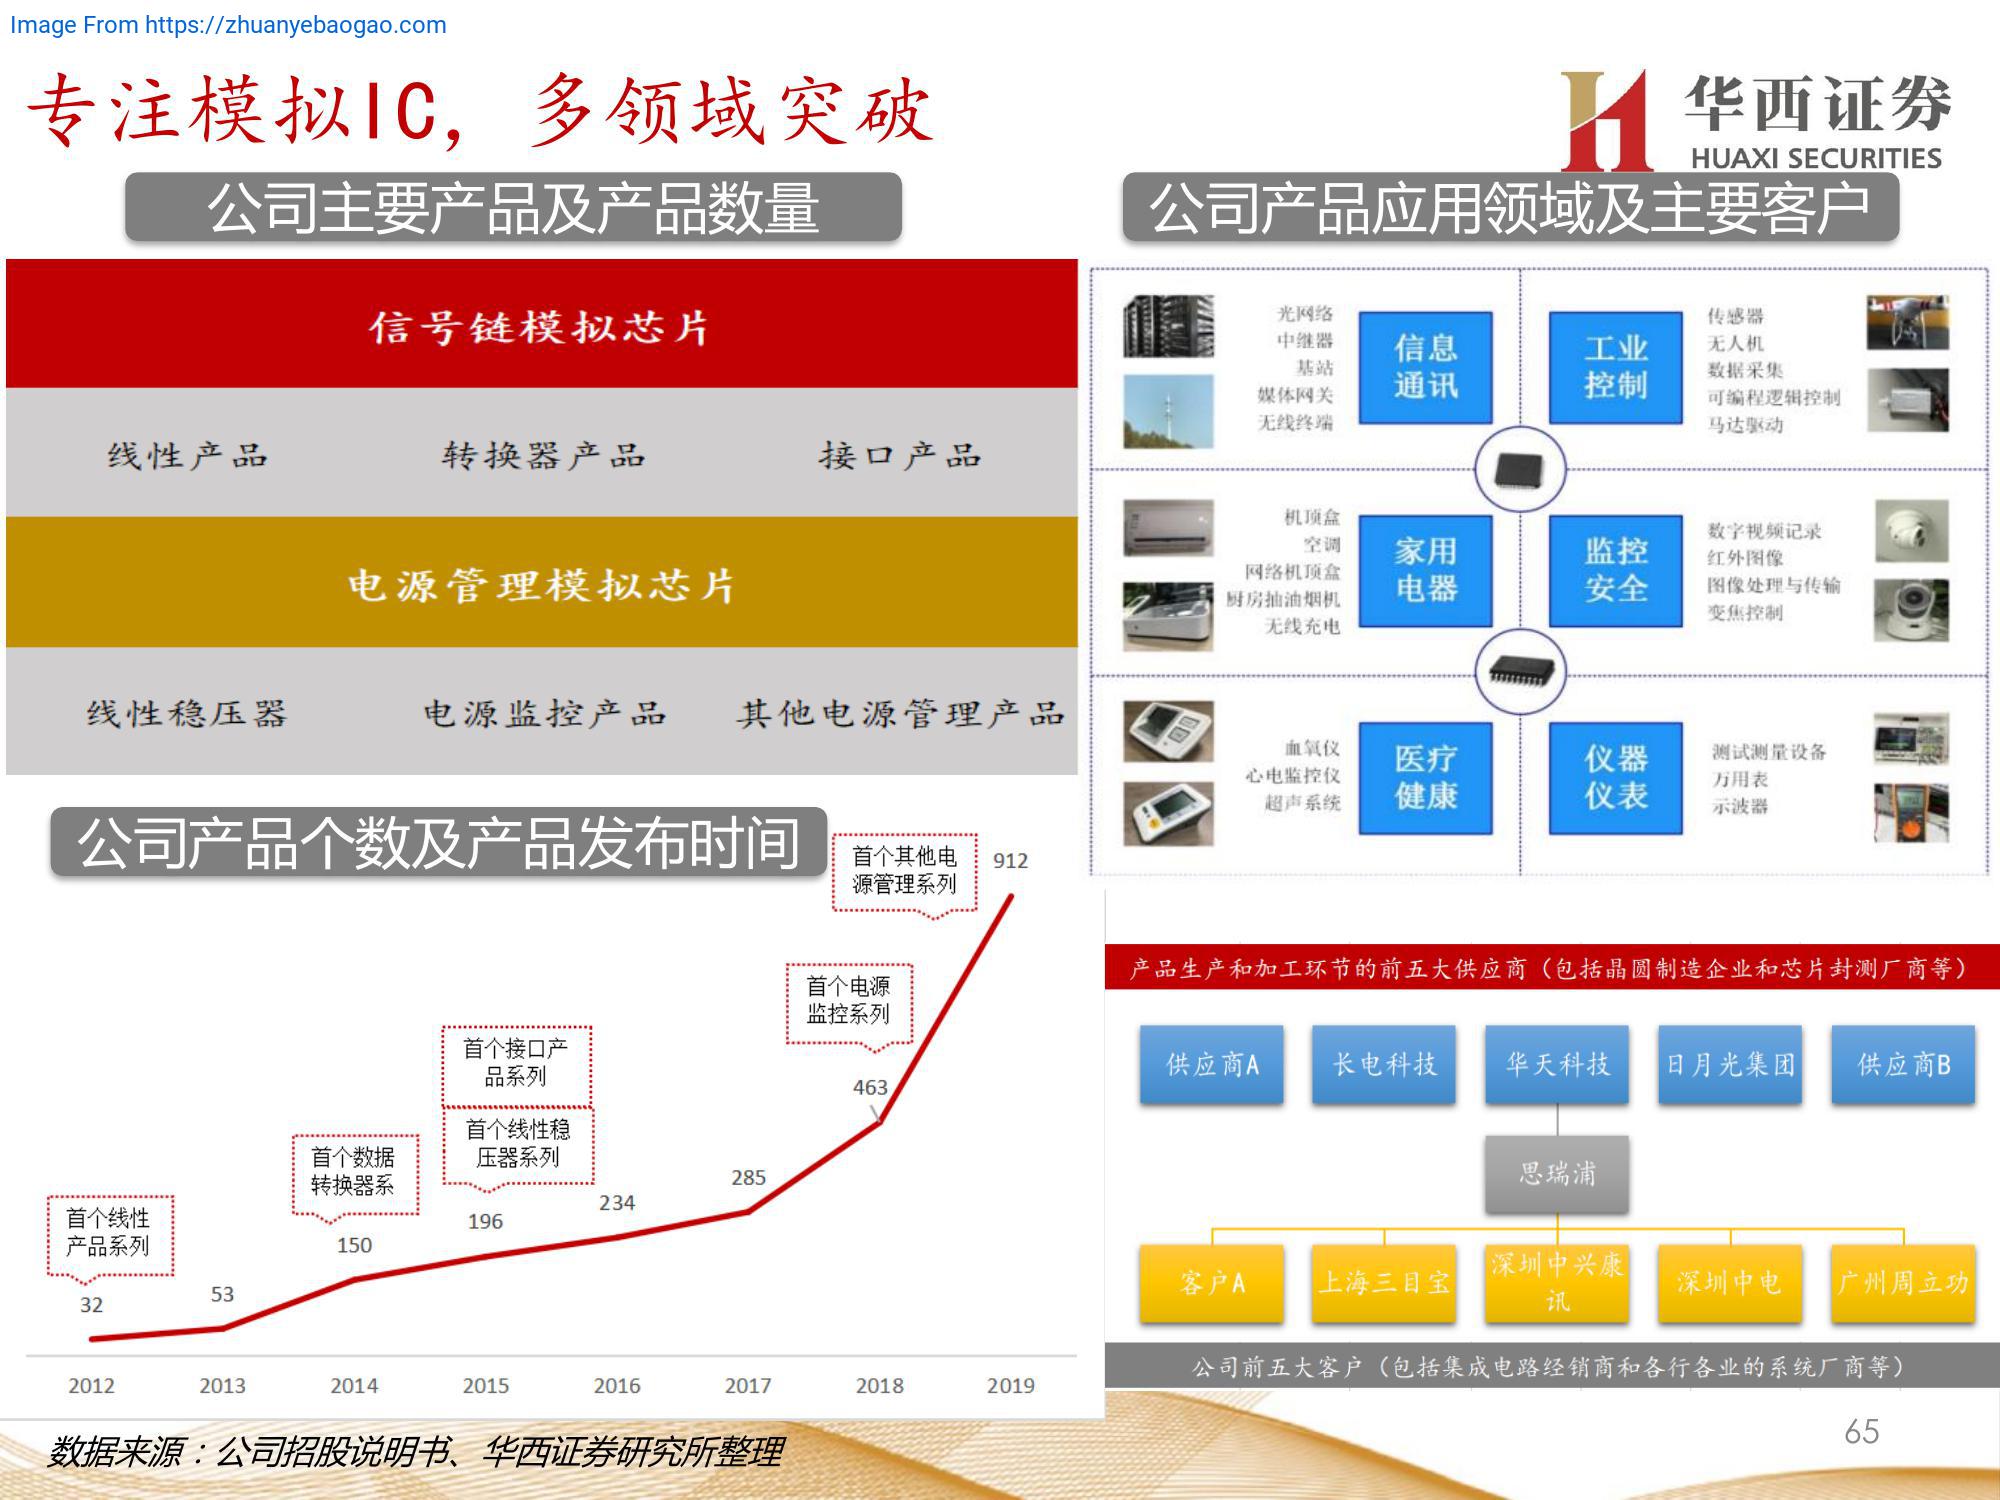 Image From https://zhuanyebaogao.com
专注模拟IC，多领域突破
华西证券
HUAXI SECURITIES
公司主要产品及产品数量
信号链模拟芯片
线性产品 转换器产品 接口产品
电源管理模拟芯片
线性稳压器 电源监控产品 其他电源管理产品
公司产品应用领域及主要客户
光网络
中继器
基站
媒体网关
无线终端
信息
通讯
工业
控制
传感器
无人机
数据采集
可编程逻辑控制
马达驱动
机顶盒
空调
网络机顶盒
厨房抽油烟机
无线充电
家用
电器
监控
安全
数字视频记录
红外图像
图像处理与传输
变焦控制
血氧仪
心电监控仪
超声系统
医疗
健康
仪器
仪表
测试测量设备
万用表
示波器
公司产品个数及产品发布时间
首个其他电
源管理系列
912
首个电源
监控系列
463
首个接口产
品系列
首个线性稳
压器系列
首个数据
转换器系
首个线性
产品系列
285
234
196
150
53
32
2012 2013 2014 2015 2016 2017 2018 2019
产品生产和加工环节的前五大供应商（包括晶圆制造企业和芯片封测厂商等）
供应商A 长电科技 华天科技 日月光集团 供应商B
思瑞浦
客户A 上海三目宝 深圳中兴康 深圳中电 广州周立功
讯
公司前五大客户（包括集成电路经销商和各行各业的系统厂商等）
数据来源：公司招股说明书、华西证券研究所整理
65